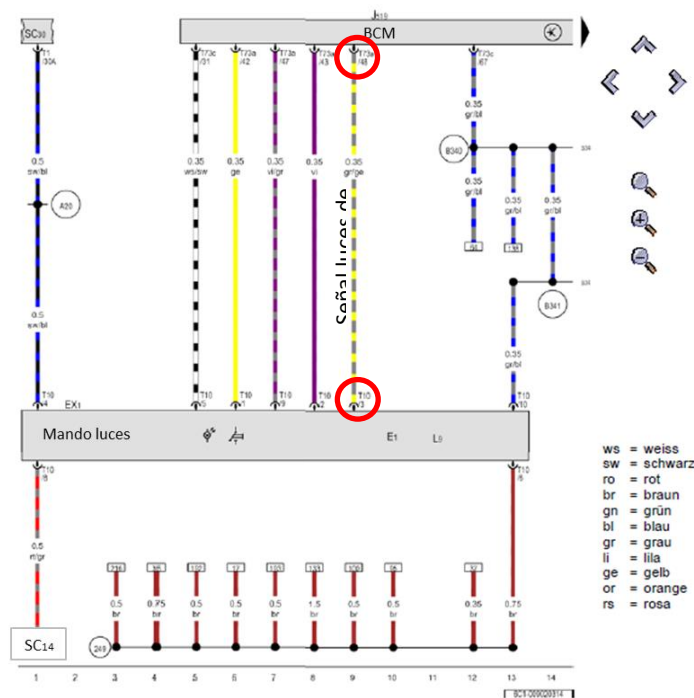 J519
SC30
BCM
T1
/30A
T73c
/31
T73a
/42
T73a
/47
T73a
/43
T73a
/48
T73c
/67
0.35
gr/bl
B340
0.5
sw/bl
0.35
ws/sw
0.35
ge
0.35
vi/gr
0.35
vi
0.35
gr/ge
0.35
gr/bl
0.35
gr/bl
0.35
gr/bl
A20
Señal luces de
B341
0.5
sw/bl
0.35
gr/bl
EX1
T10
/4
T10
/5
T10
/1
T10
/9
T10
/2
T10
/3
T10
/10
Mando luces
E1
L9
T10
/8
T10
/6
ws = weiss
sw = schwarz
ro = rot
br = braun
gn = grün
bl = blau
gr = grau
li = lila
ge = gelb
or = orange
rs = rosa
0.5
rt/gr
0.5
br
0.75
br
0.5
br
0.5
br
0.5
br
1.5
br
0.5
br
0.5
br
0.35
br
0.75
br
SC14
249
1 2 3 4 5 6 7 8 9 10 11 12 13 14